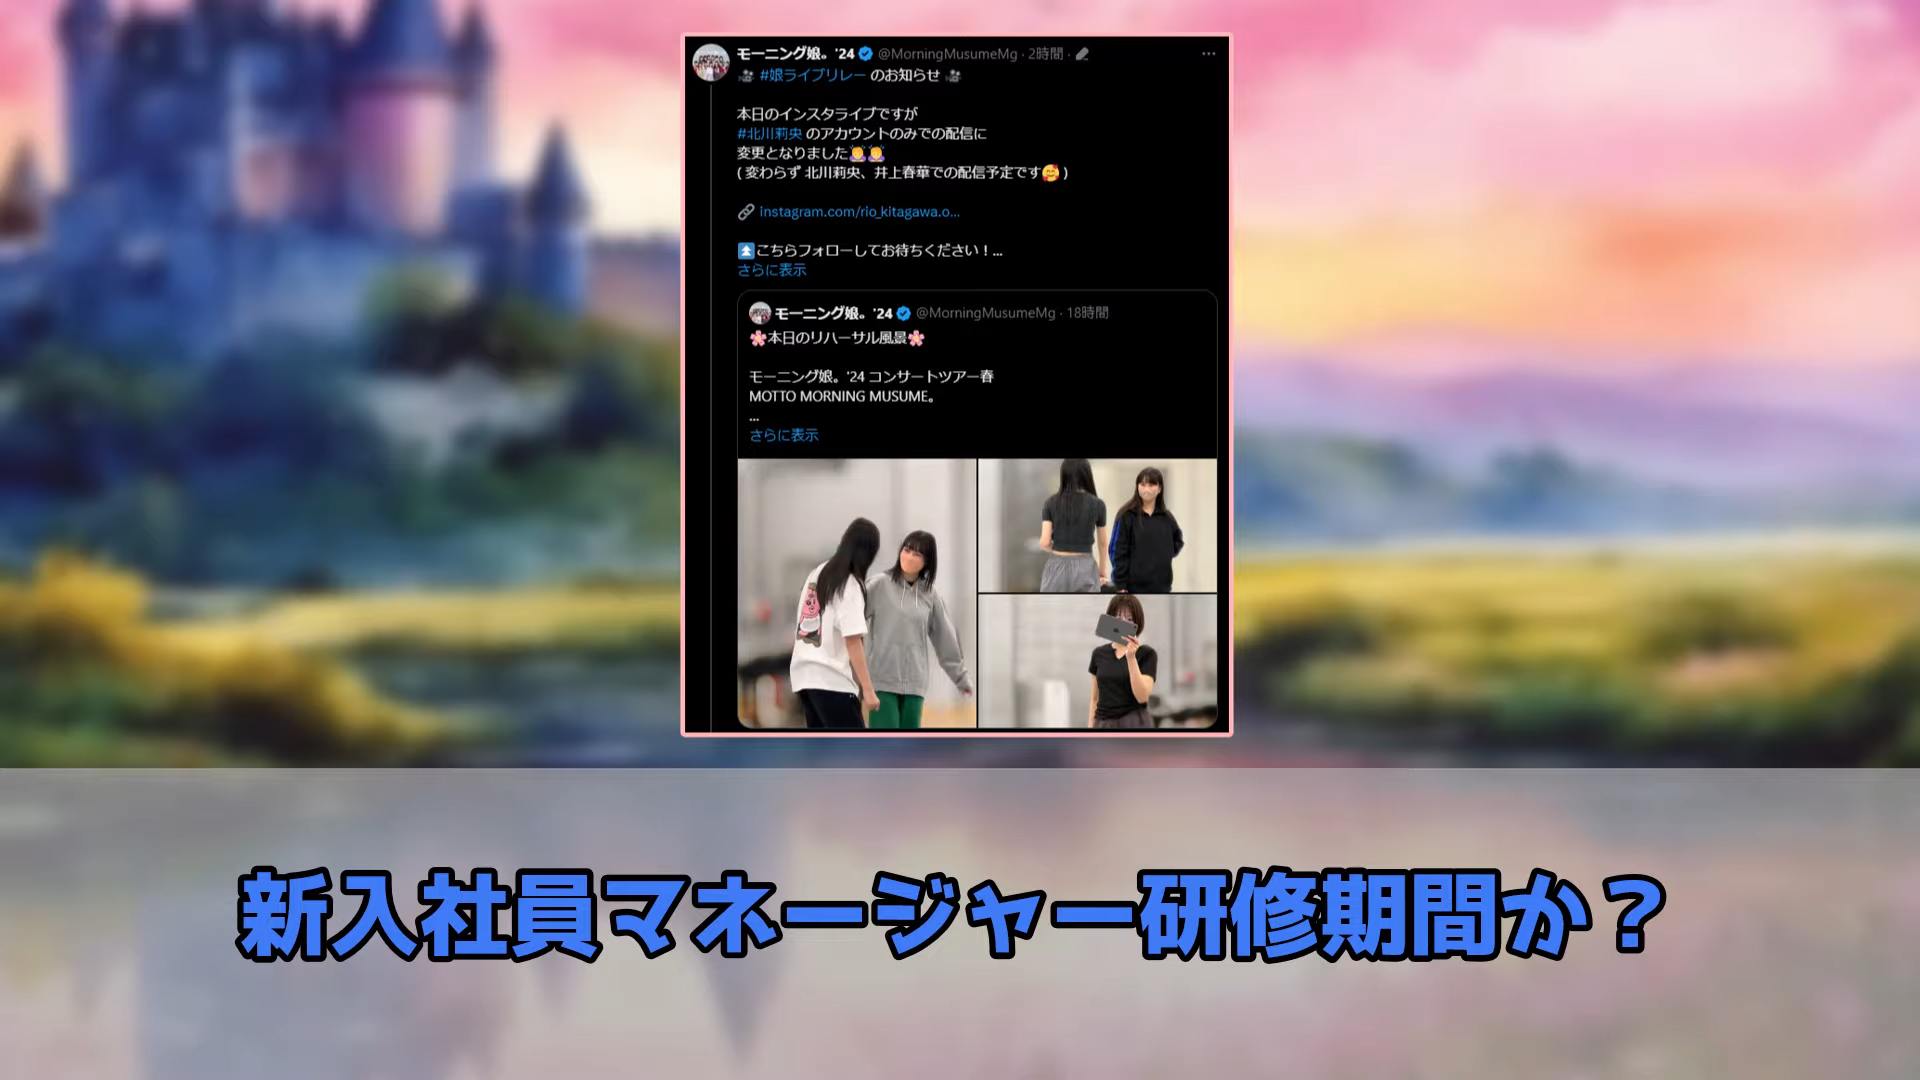 モーニング娘。'24 @MorningMusumeMg · 2時間 ·
#娘ライブリレー のお知らせ
本日のインスタライブですが
#北川莉央 のアカウントのみでの配信に
変更となりました🙇‍♀️🙇‍♀️
( 変わらず 北川莉央、井上春華での配信予定です🥰 )
🔗 instagram.com/rio_kitagawa.o…
⏫こちらフォローしてお待ちください！…
さらに表示
モーニング娘。'24 @MorningMusumeMg · 18時間
🌸本日のリハーサル風景🌸
モーニング娘。'24 コンサートツアー春
MOTTO MORNING MUSUME。
…
さらに表示
新入社員マネージャー研修期間か？